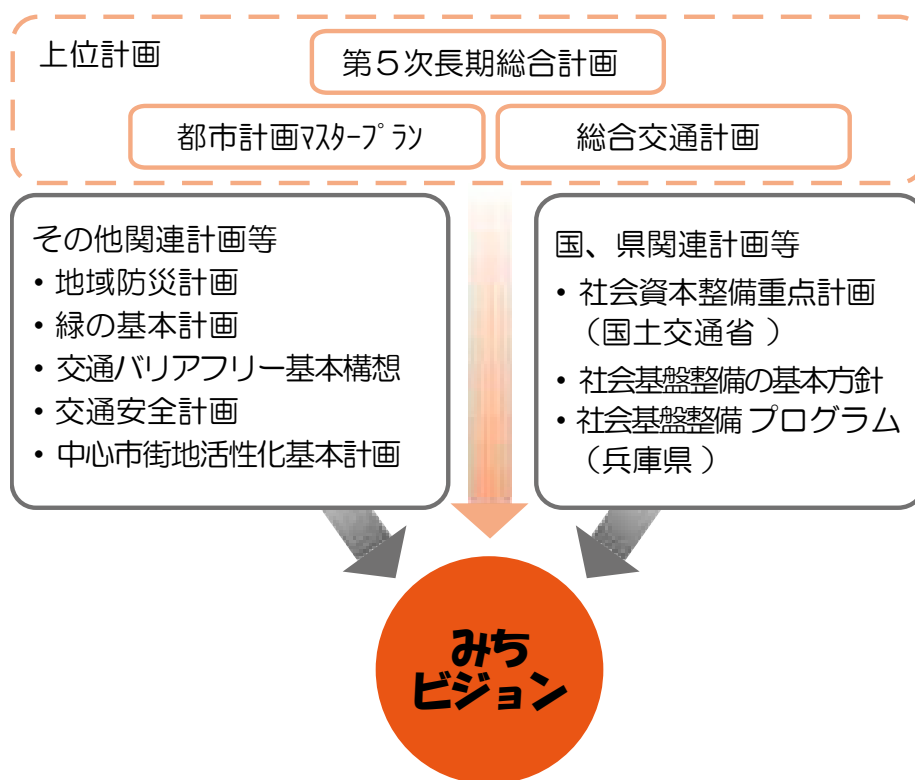 上位計画
第5次長期総合計画
都市計画ﾏｽﾀｰﾌﾟﾗﾝ
総合交通計画
その他関連計画等
・地域防災計画
・緑の基本計画
・交通バリアフリー基本構想
・交通安全計画
・中心市街地活性化基本計画
国、県関連計画等
・社会資本整備重点計画
（国土交通省）
・社会基盤整備の基本方針
・社会基盤整備プログラム
（兵庫県）
みち
ビジョン